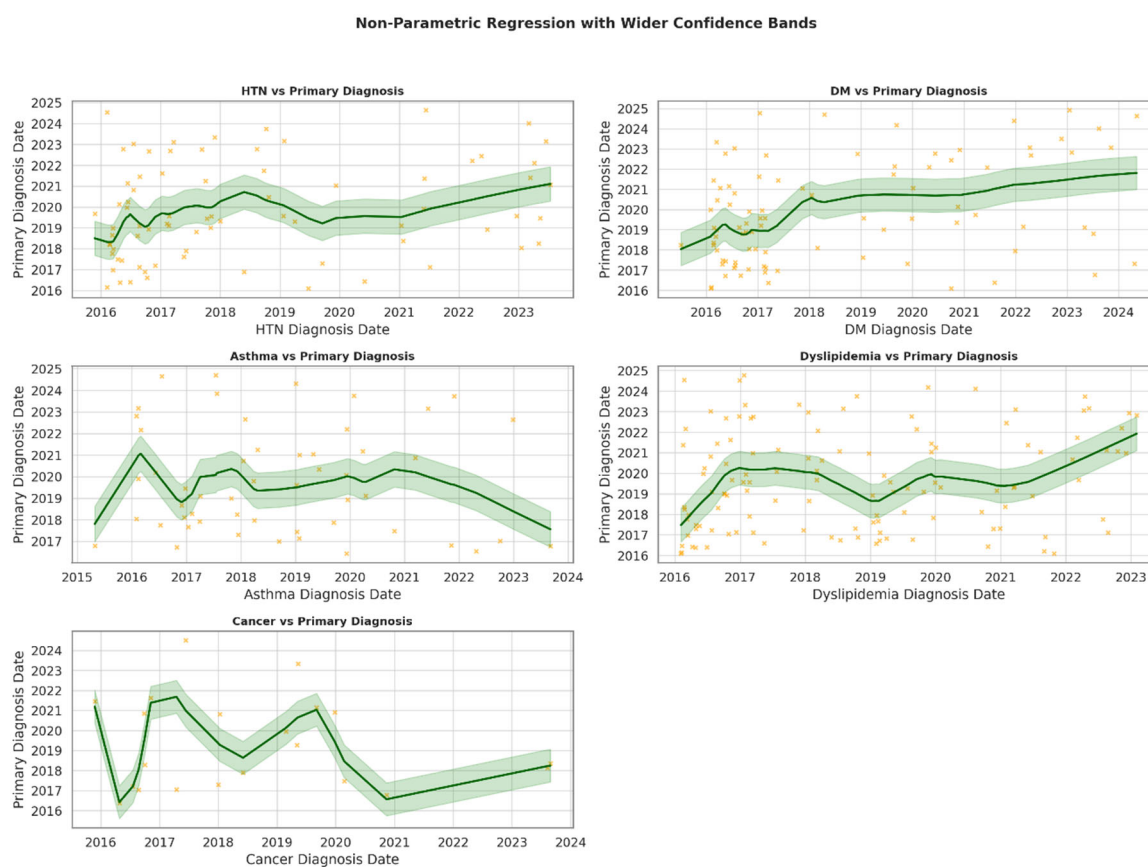 Non-Parametric Regression with Wider Confidence Bands
HTN vs Primary Diagnosis
Primary Diagnosis Date
2025
2024
2023
2022
2021
2020
2019
2018
2017
2016
2016 2017 2018 2019 2020 2021 2022 2023
HTN Diagnosis Date
DM vs Primary Diagnosis
Primary Diagnosis Date
2025
2024
2023
2022
2021
2020
2019
2018
2017
2016
2016 2017 2018 2019 2020 2021 2022 2023 2024
DM Diagnosis Date
Asthma vs Primary Diagnosis
Primary Diagnosis Date
2025
2024
2023
2022
2021
2020
2019
2018
2017
2015 2016 2017 2018 2019 2020 2021 2022 2023 2024
Asthma Diagnosis Date
Dyslipidemia vs Primary Diagnosis
Primary Diagnosis Date
2025
2024
2023
2022
2021
2020
2019
2018
2017
2016
2016 2017 2018 2019 2020 2021 2022 2023
Dyslipidemia Diagnosis Date
Cancer vs Primary Diagnosis
Primary Diagnosis Date
2024
2023
2022
2021
2020
2019
2018
2017
2016
2016 2017 2018 2019 2020 2021 2022 2023 2024
Cancer Diagnosis Date